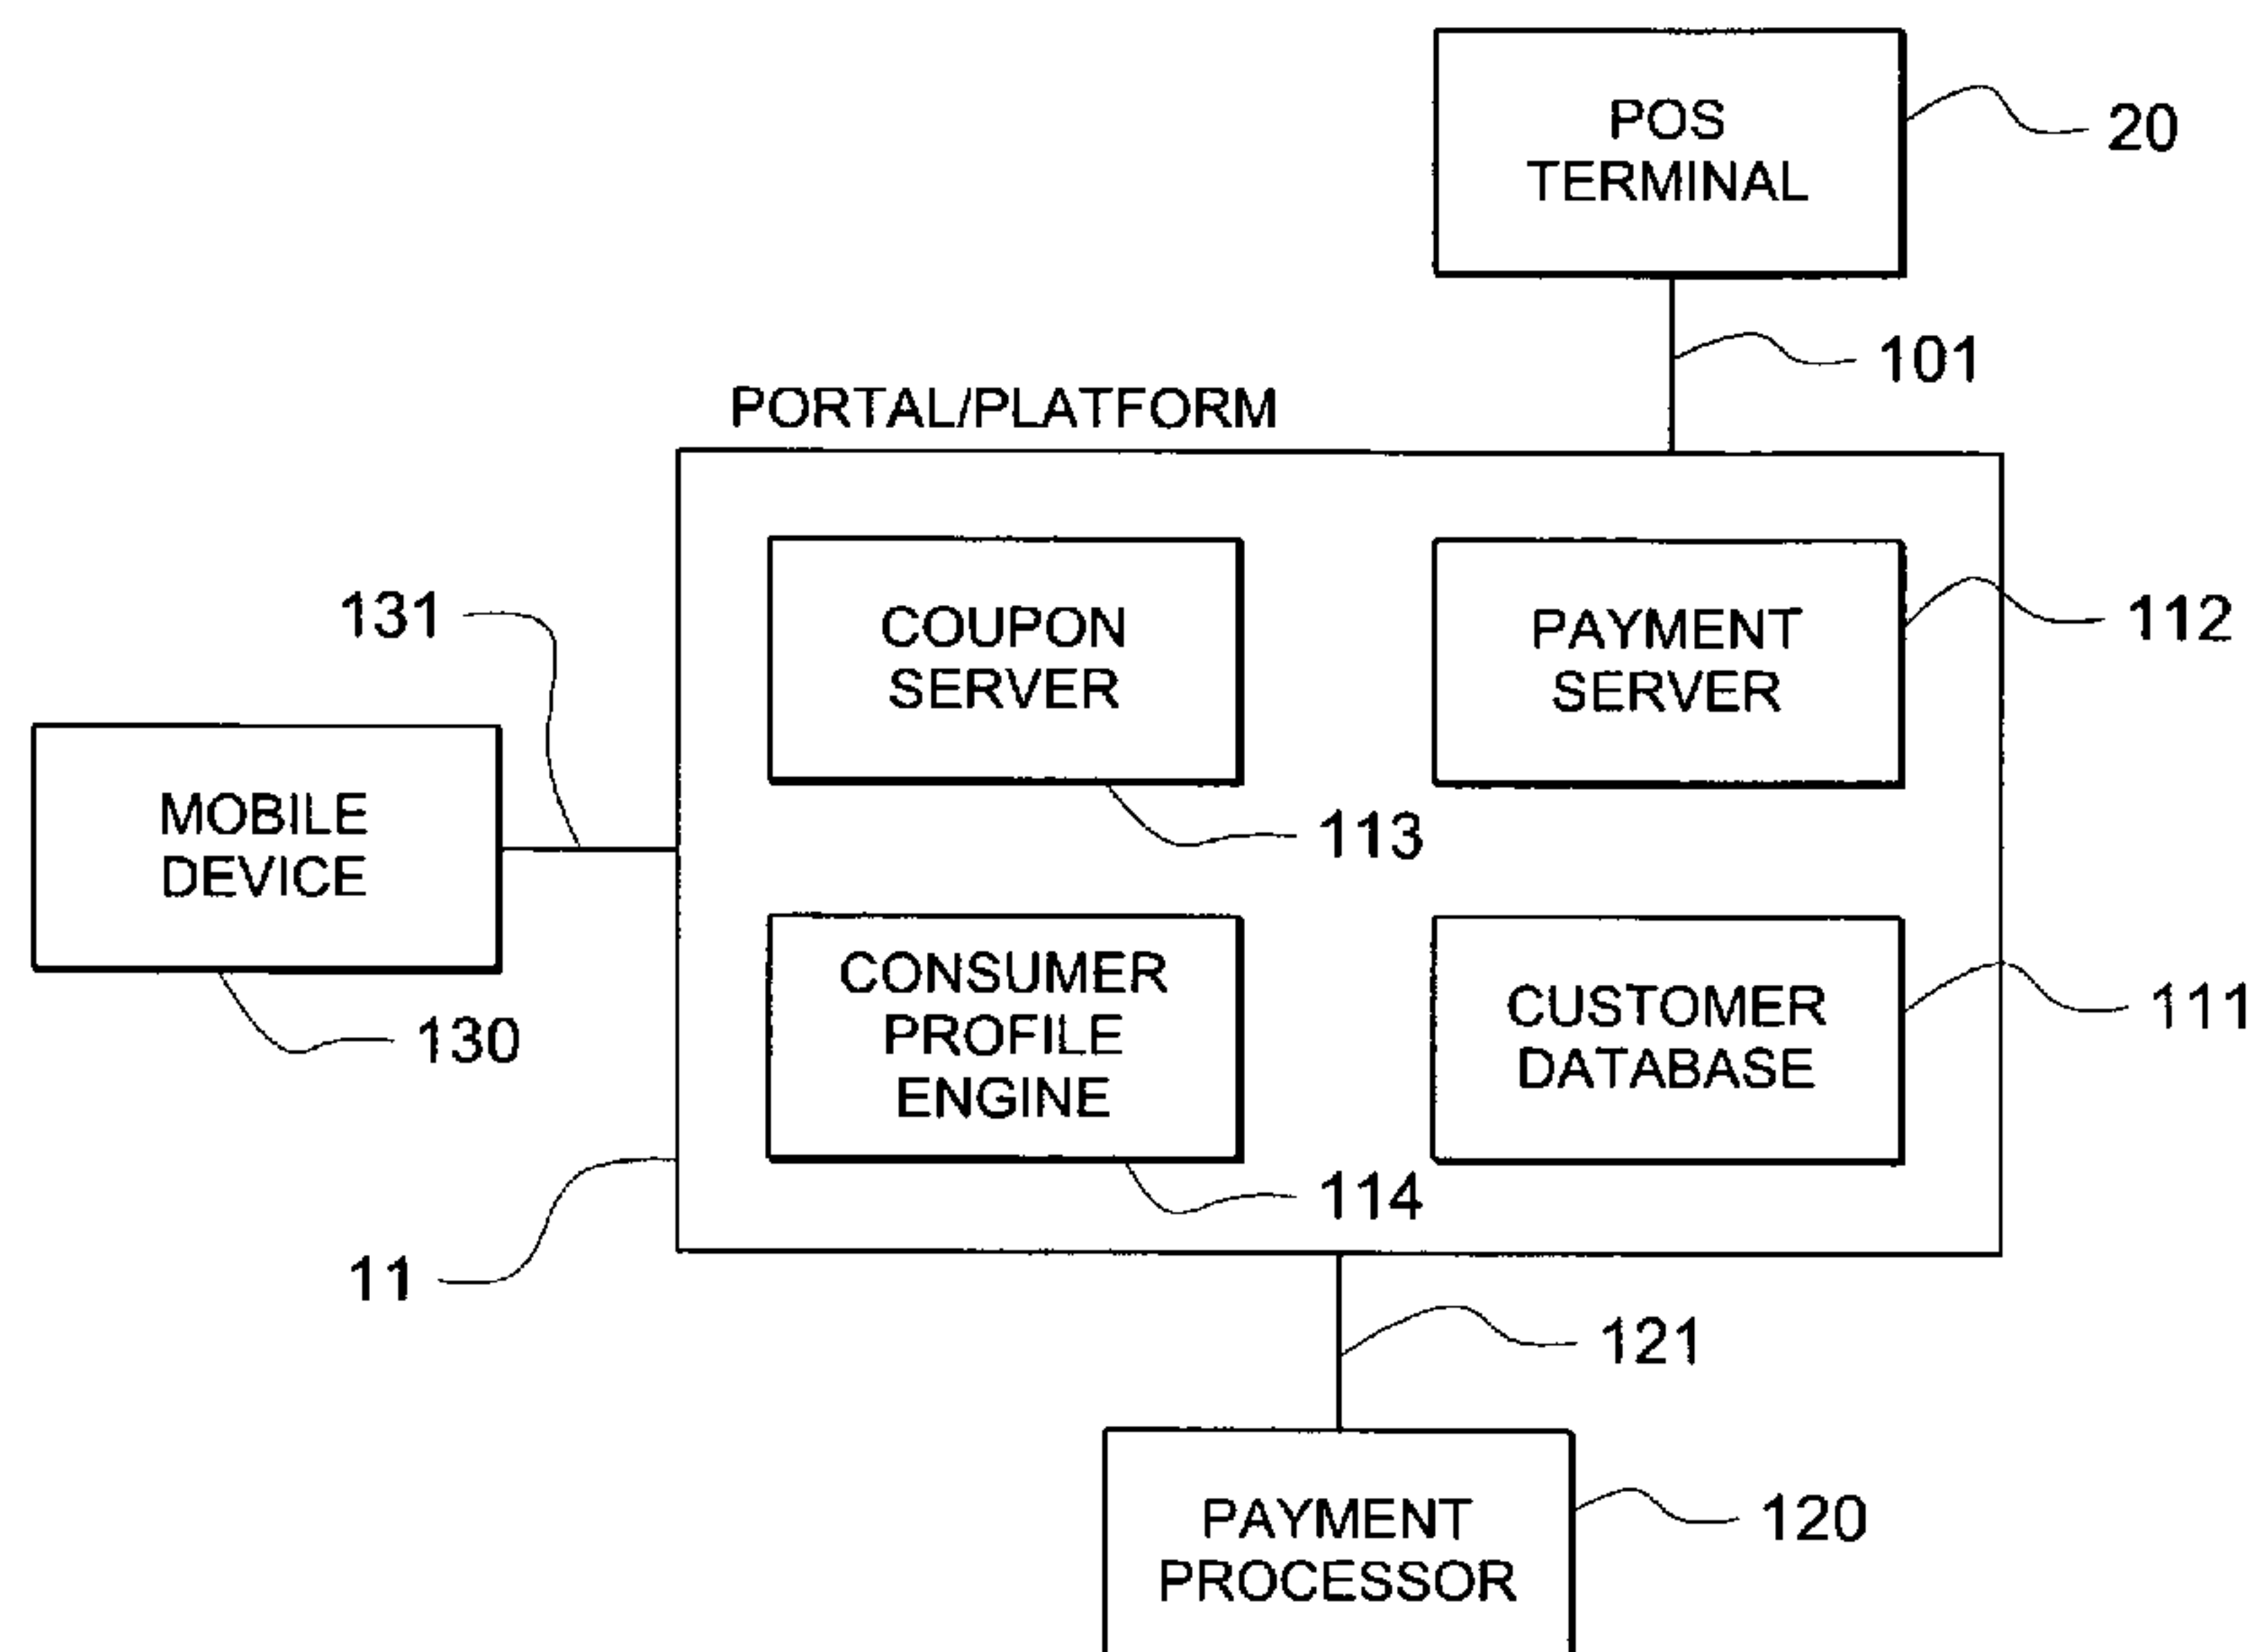 POS
TERMINAL
20
101
PORTAL/PLATFORM
131
COUPON
SERVER
PAYMENT
SERVER
112
MOBILE
DEVICE
113
130
CONSUMER
PROFILE
ENGINE
CUSTOMER
DATABASE
111
114
11
121
PAYMENT
PROCESSOR
120